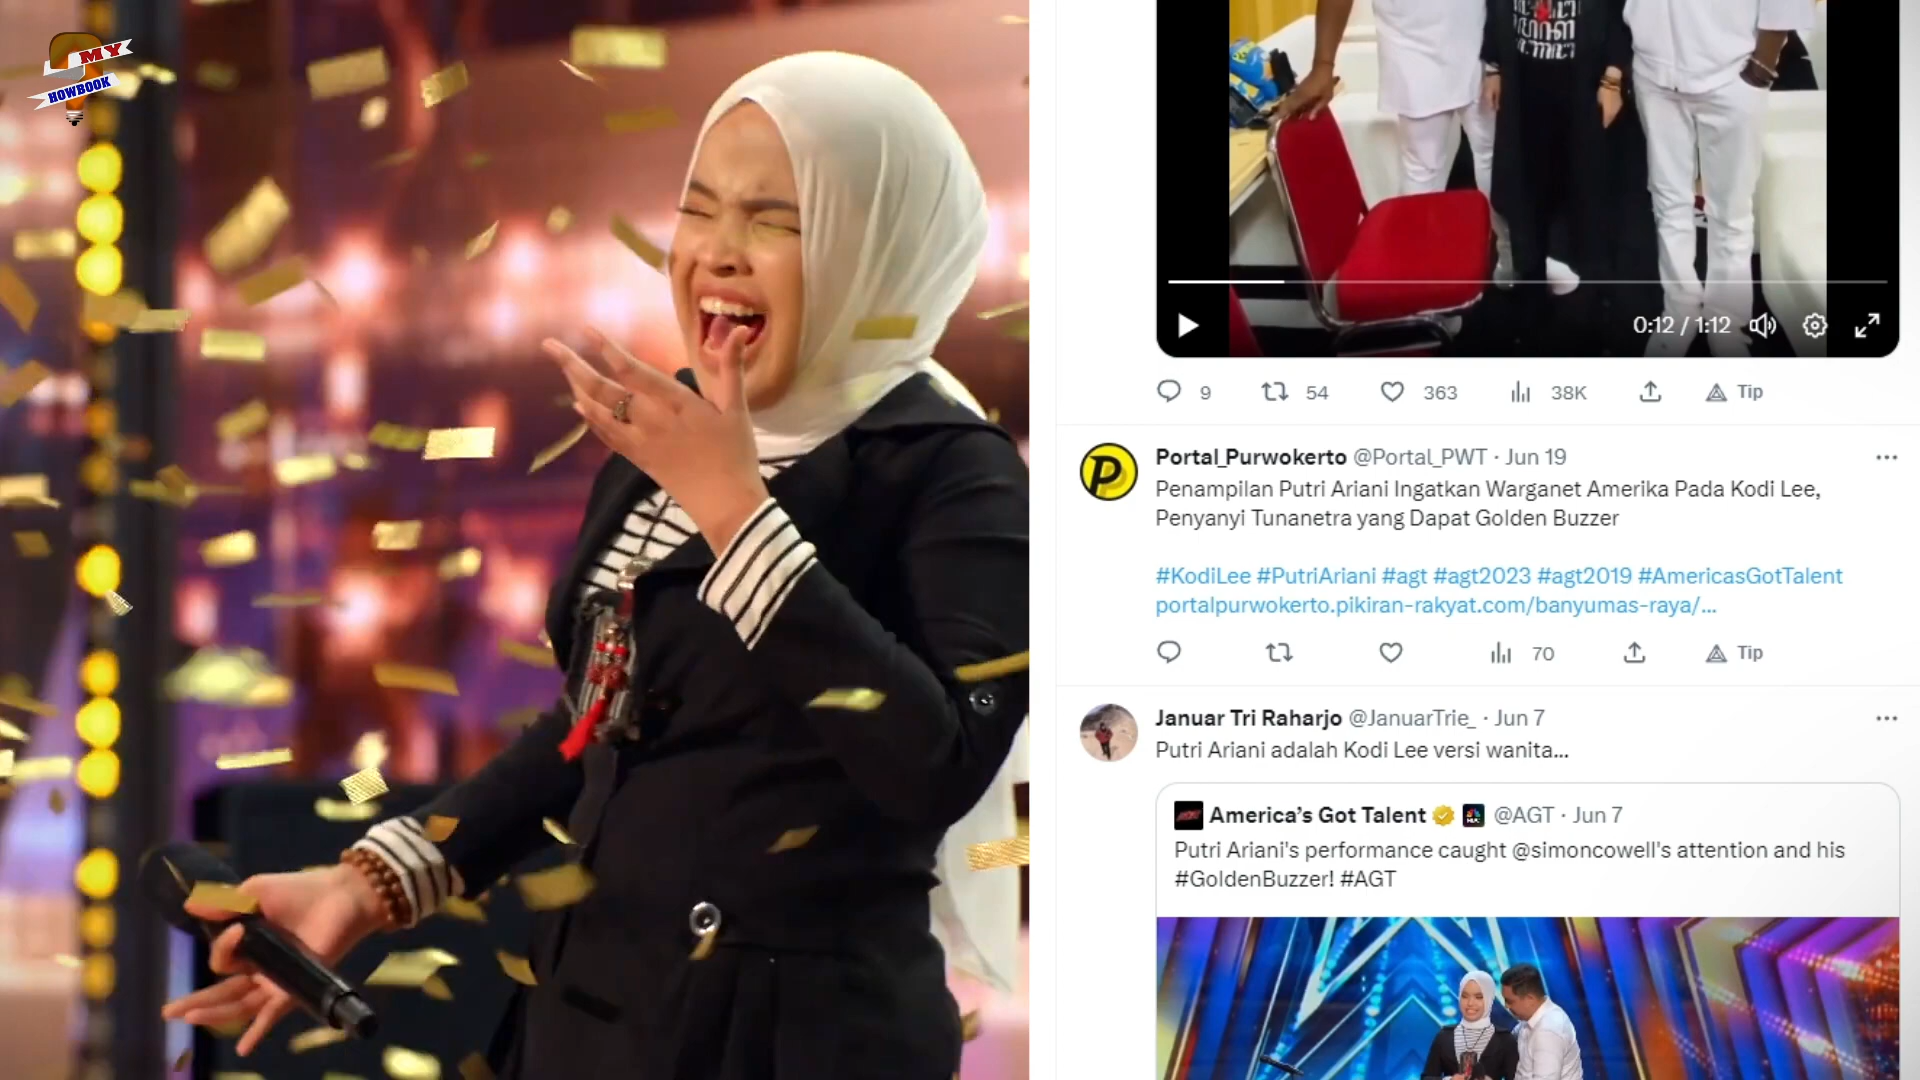 MY
HOWBOOK
0:12 / 1:12
9 54 363 38K Tip
Portal_Purwokerto @Portal_PWT · Jun 19
Penampilan Putri Ariani Ingatkan Warganet Amerika Pada Kodi Lee,
Penyanyi Tunanetra yang Dapat Golden Buzzer
#KodiLee #PutriAriani #agt #agt2023 #agt2019 #AmericasGotTalent
portalpurwokerto.pikiran-rakyat.com/banyumas-raya/...
70 Tip
Januar Tri Raharjo @JanuarTrie_ · Jun 7
Putri Ariani adalah Kodi Lee versi wanita...
America's Got Talent @AGT · Jun 7
Putri Ariani's performance caught @simoncowell's attention and his
#GoldenBuzzer! #AGT